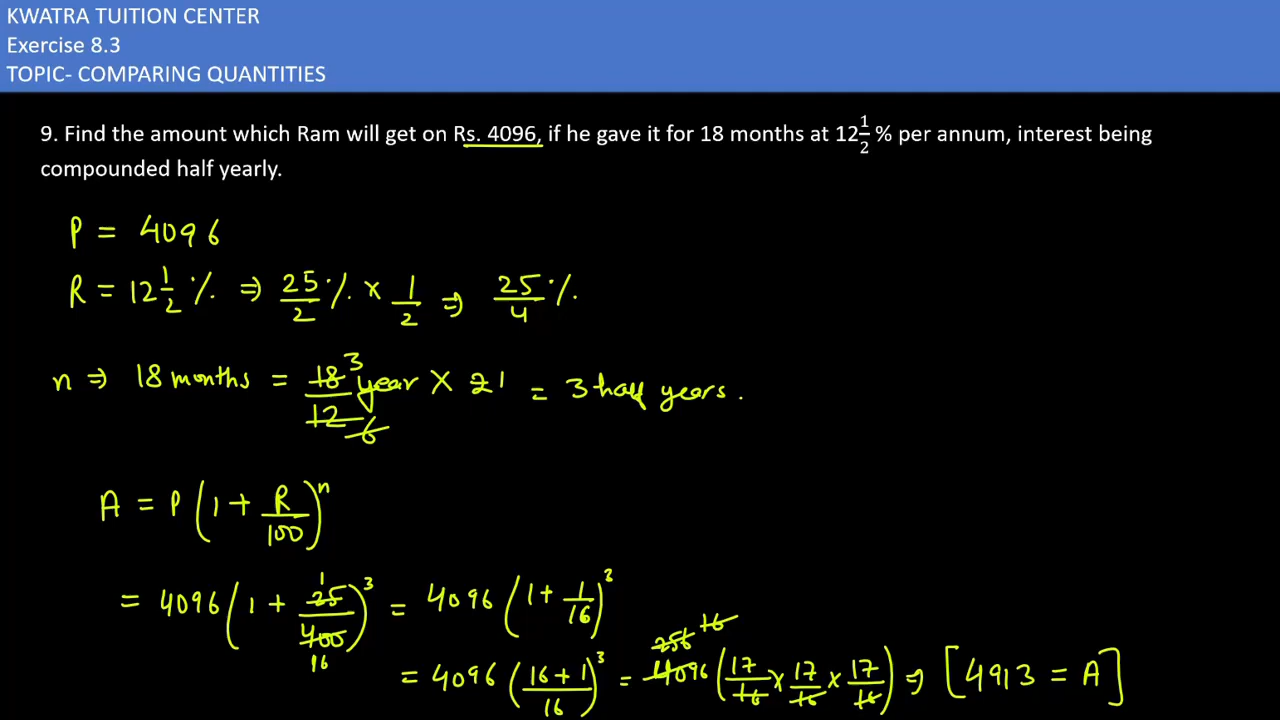 KWATRA TUITION CENTER
Exercise 8.3
TOPIC- COMPARING QUANTITIES
9. Find the amount which Ram will get on Rs. 4096, if he gave it for 18 months at 12 1/2 % per annum, interest being
compounded half yearly.
P = 4096
R = 12 1/2 % ⇒ 25/2 % × 1/2 ⇒ 25/4 %
n ⇒ 18 months = 18/12 year × 2 = 3 half years.
A = P (1 + R/100)^n
= 4096 (1 + 25/400)^3 = 4096 (1 + 1/16)^3
= 4096 (16+1/16)^3 = 4096 (17/16 × 17/16 × 17/16) ⇒ [4913 = A]